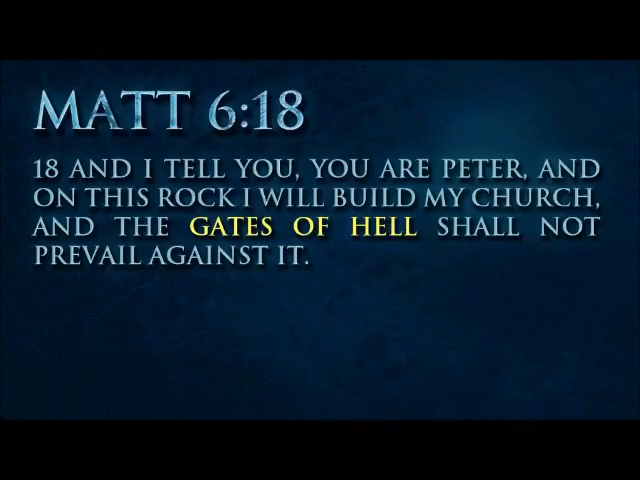 MATT 6:18
18 AND I TELL YOU, YOU ARE PETER, AND
ON THIS ROCK I WILL BUILD MY CHURCH,
AND THE GATES OF HELL SHALL NOT
PREVAIL AGAINST IT.